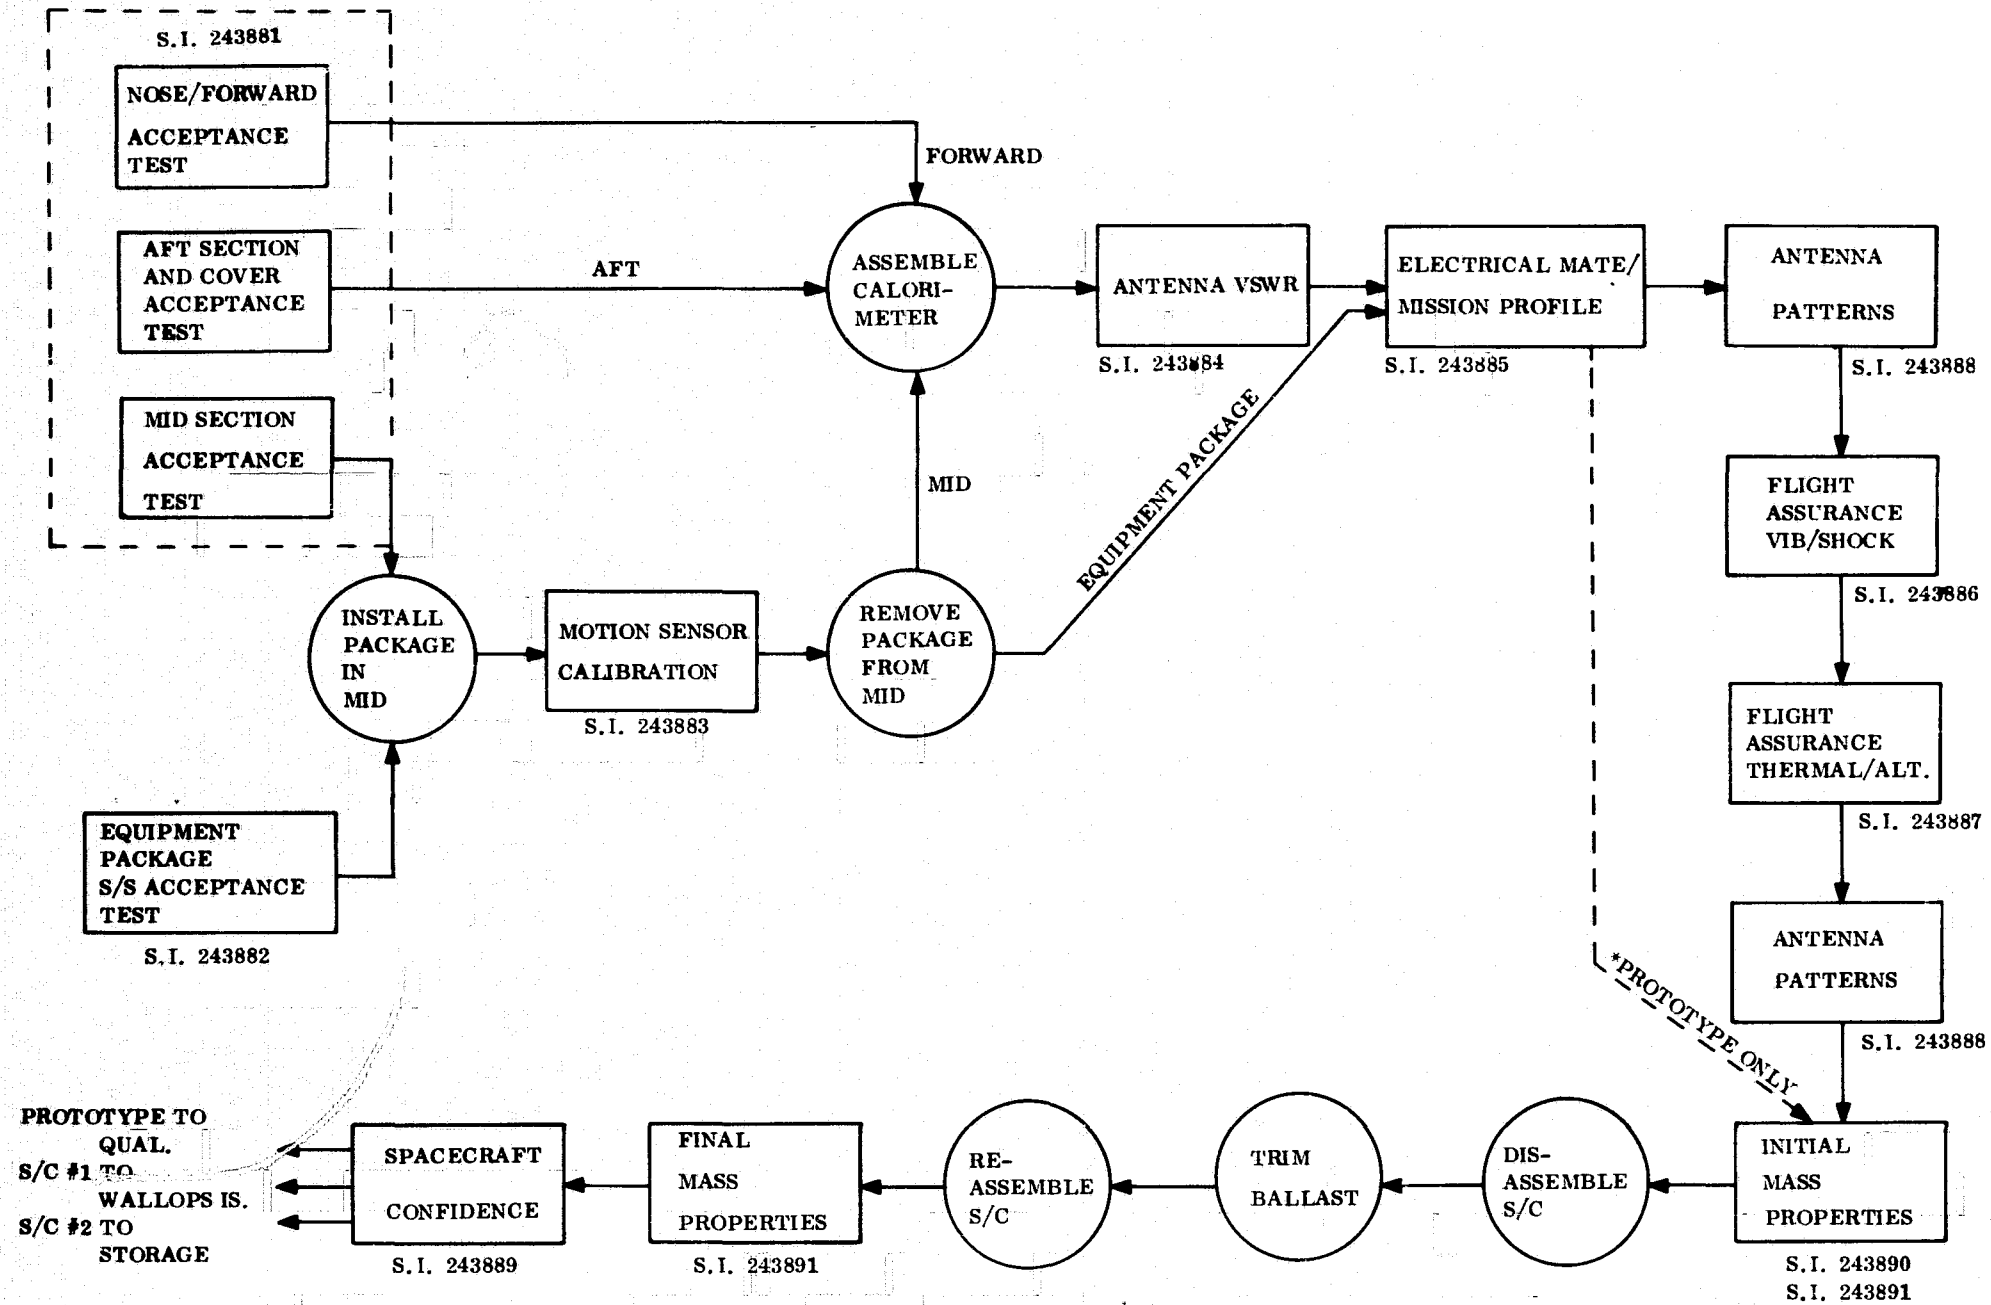 S.I. 243881
NOSE/FORWARD
ACCEPTANCE
TEST
FORWARD
AFT SECTION
AND COVER
ACCEPTANCE
TEST
AFT
ASSEMBLE
CALORI-
METER
ANTENNA VSWR
S.I. 243884
ELECTRICAL MATE/
MISSION PROFILE
S.I. 243885
ANTENNA
PATTERNS
S.I. 243888
MID SECTION
ACCEPTANCE
TEST
MID
EQUIPMENT PACKAGE
FLIGHT
ASSURANCE
VIB/SHOCK
S.I. 243886
INSTALL
PACKAGE
IN
MID
MOTION SENSOR
CALIBRATION
S.I. 243883
REMOVE
PACKAGE
FROM
MID
FLIGHT
ASSURANCE
THERMAL/ALT.
S.I. 243887
EQUIPMENT
PACKAGE
S/S ACCEPTANCE
TEST
S.I. 243882
ANTENNA
PATTERNS
S.I. 243888
*PROTOTYPE ONLY
PROTOTYPE TO
QUAL.
S/C #1 TO
WALLOPS IS.
S/C #2 TO
STORAGE
SPACECRAFT
CONFIDENCE
S.I. 243889
FINAL
MASS
PROPERTIES
S.I. 243891
RE-
ASSEMBLE
S/C
TRIM
BALLAST
DIS-
ASSEMBLE
S/C
INITIAL
MASS
PROPERTIES
S.I. 243890
S.I. 243891